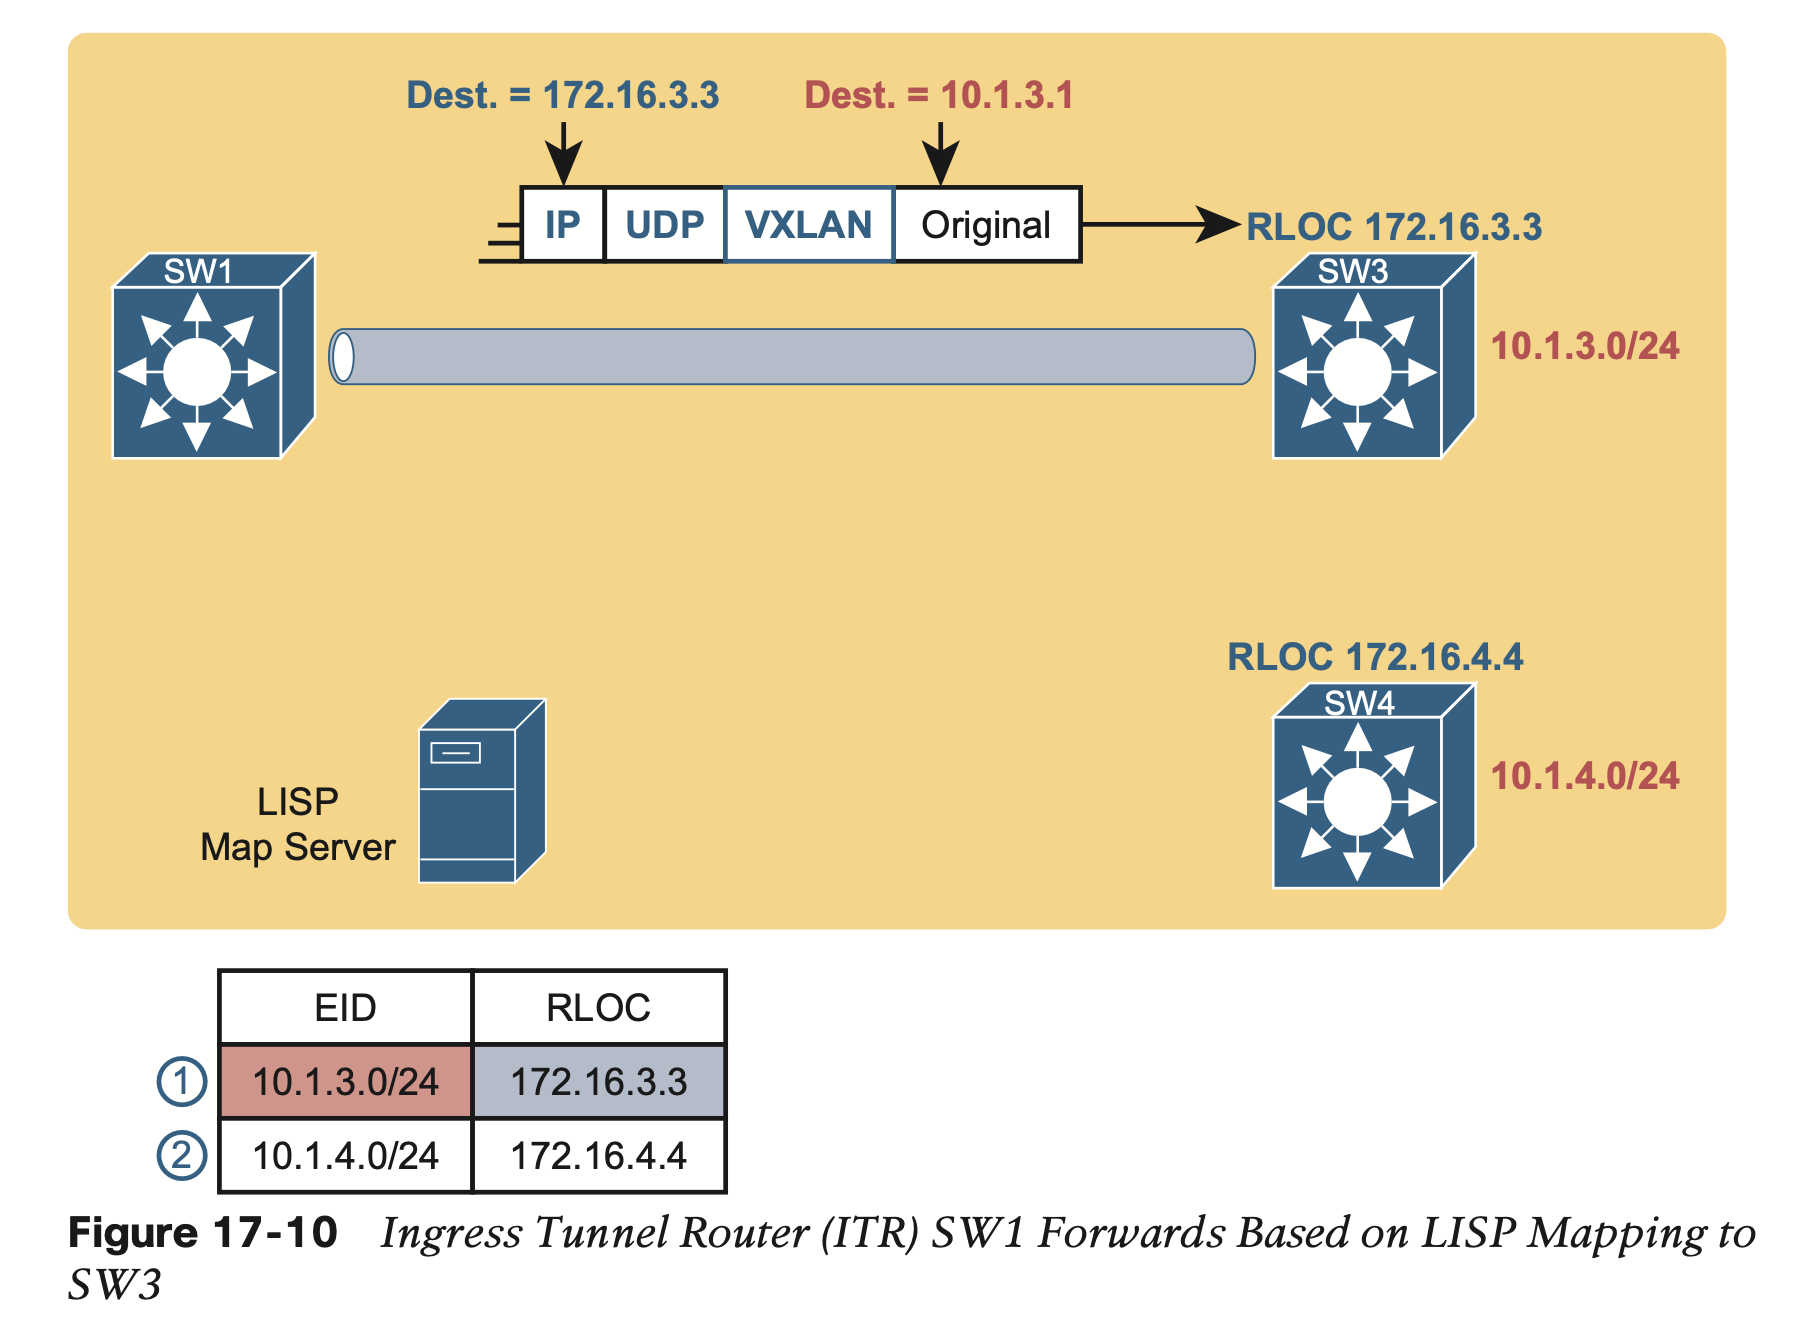 Dest. = 172.16.3.3 Dest. = 10.1.3.1
IP UDP VXLAN Original
RLOC 172.16.3.3
SW1
SW3
10.1.3.0/24
RLOC 172.16.4.4
SW4
10.1.4.0/24
LISP
Map Server
EID RLOC
1 10.1.3.0/24 172.16.3.3
2 10.1.4.0/24 172.16.4.4
Figure 17-10 Ingress Tunnel Router (ITR) SW1 Forwards Based on LISP Mapping to
SW3